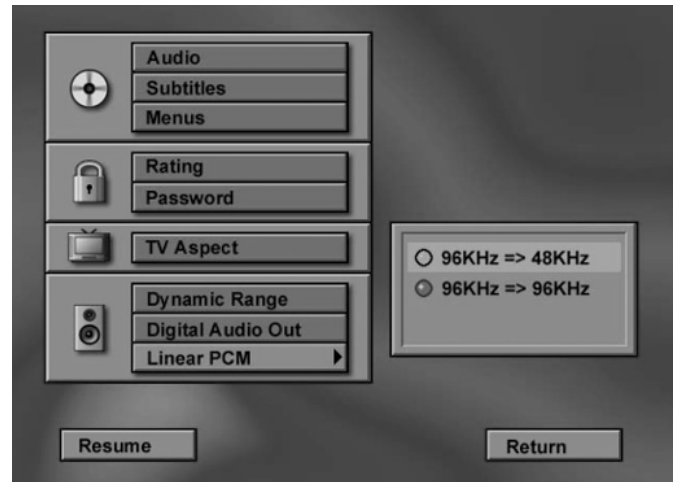 Audio
Subtitles
Menus
Rating
Password
TV Aspect
Dynamic Range
Digital Audio Out
Linear PCM
96KHz => 48KHz
96KHz => 96KHz
Resume
Return